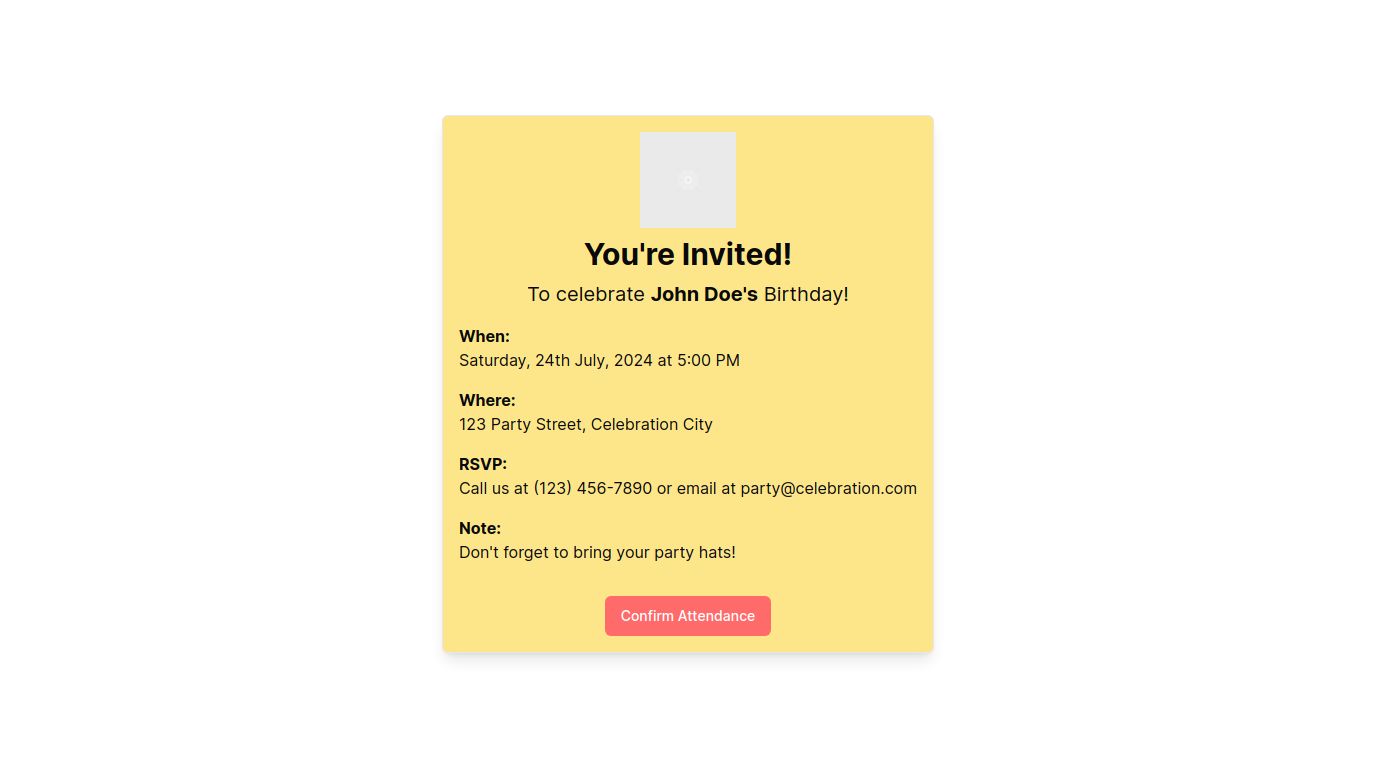 You're Invited!
To celebrate John Doe's Birthday!
When:
Saturday, 24th July, 2024 at 5:00 PM
Where:
123 Party Street, Celebration City
RSVP:
Call us at (123) 456-7890 or email at party@celebration.com
Note:
Don't forget to bring your party hats!
Confirm Attendance